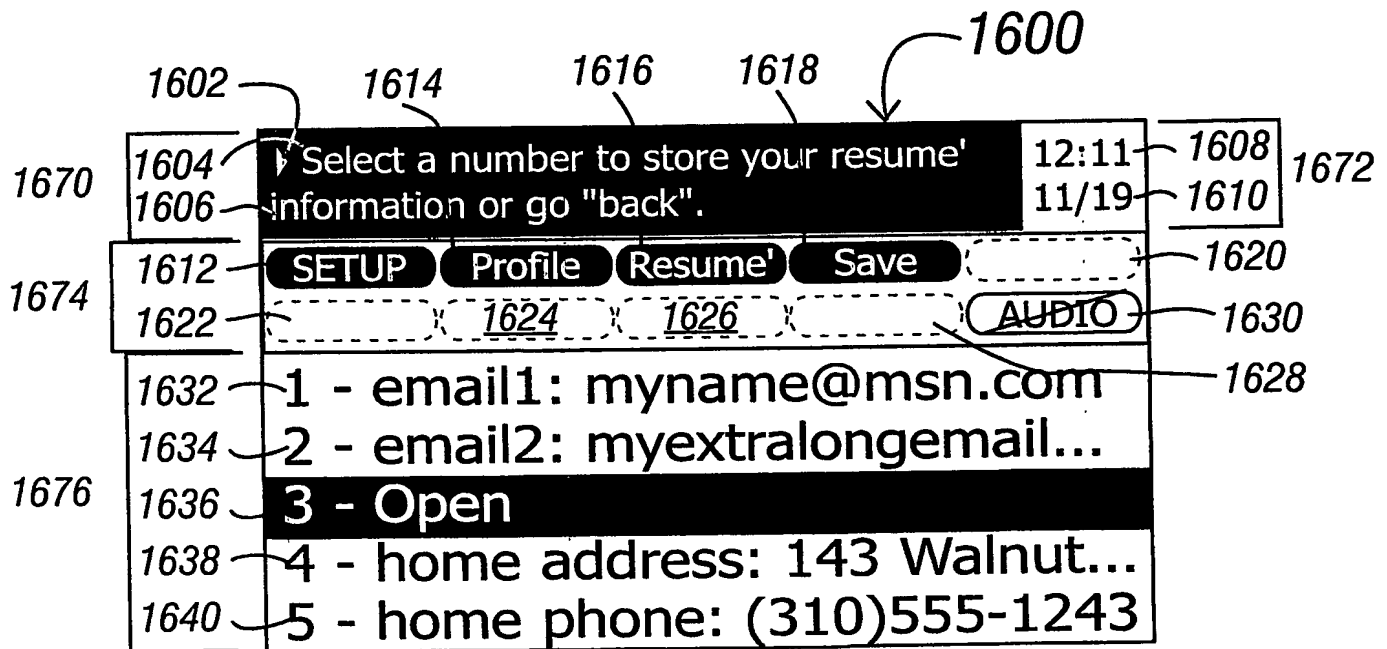 1600
1602 1614 1616 1618
1670 1604 Select a number to store your resume' 12:11 1608 1672
1606 information or go "back". 11/19 1610
1674 1612 SETUP Profile Resume' Save 1620
1622 1624 1626 AUDIO 1630
1632 1 - email1: myname@msn.com 1628
1634 2 - email2: myextralongemail...
1676 1636 3 - Open
1638 4 - home address: 143 Walnut...
1640 5 - home phone: (310)555-1243